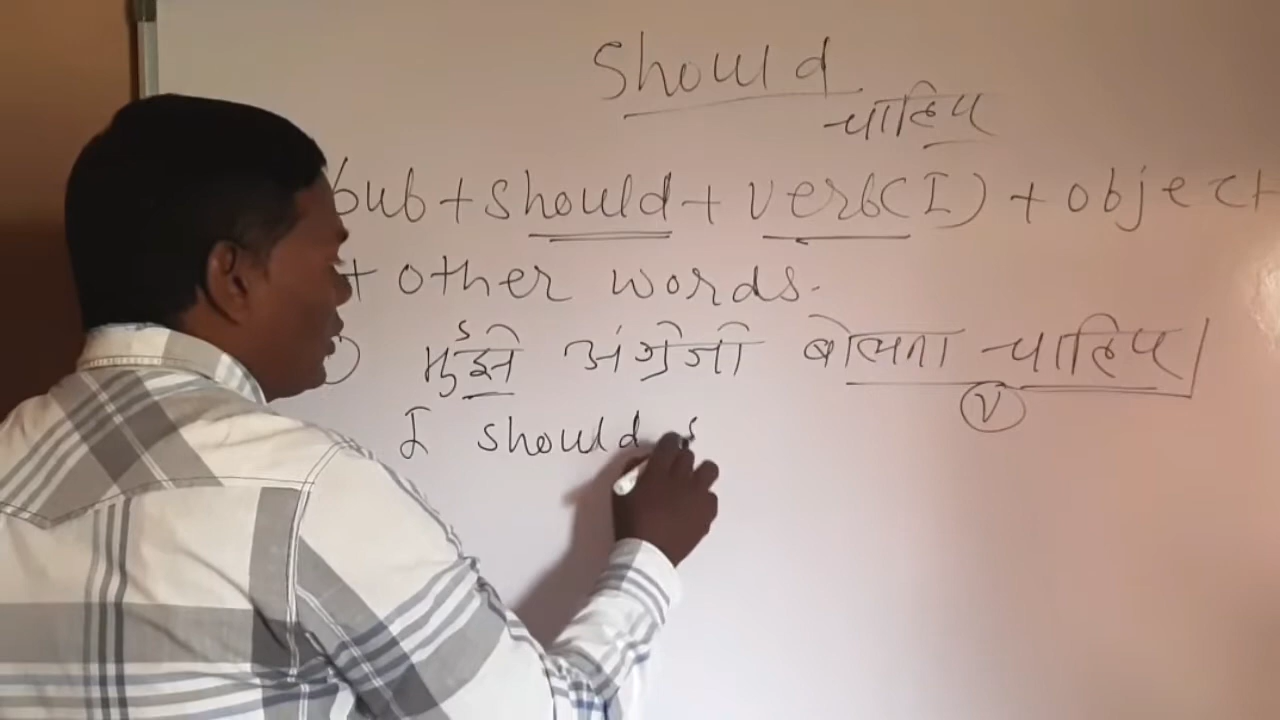 Should
चाहिए
Sub + should + verb(I) + object
+ other words.
S
मुझे अंग्रेजी बोलना चाहिए।
V
I should s